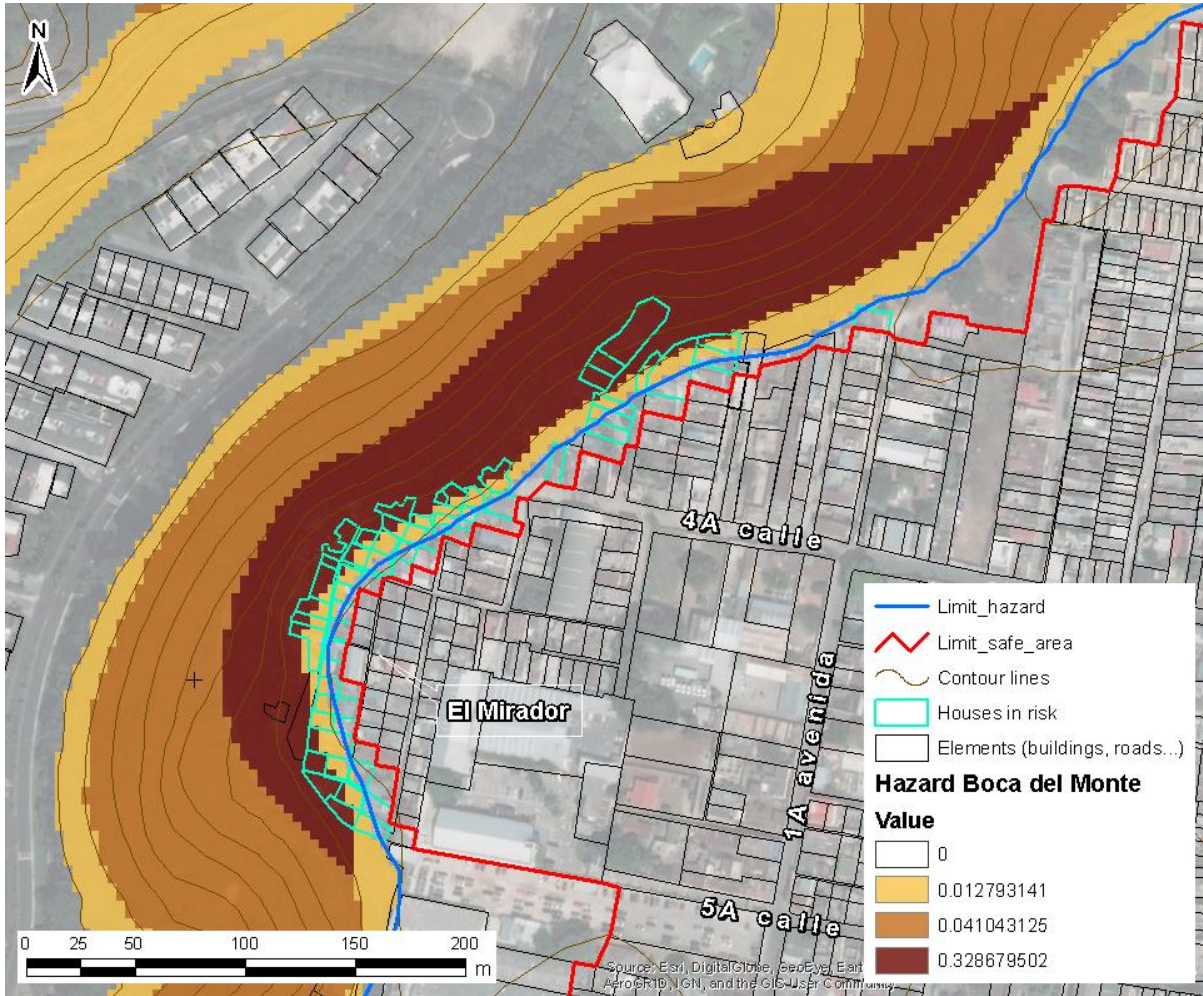 N
4A calle
El Mirador
1A avenida
5A calle
Limit_hazard
Limit_safe_area
Contour lines
Houses in risk
Elements (buildings, roads...)
Hazard Boca del Monte
Value
0
0.012793141
0.041043125
0.328679502
0 25 50 100 150 200
m
Source: Esri, DigitalGlobe, GeoEye, Eart
AeroGRID, IGN, and the GIS User Community